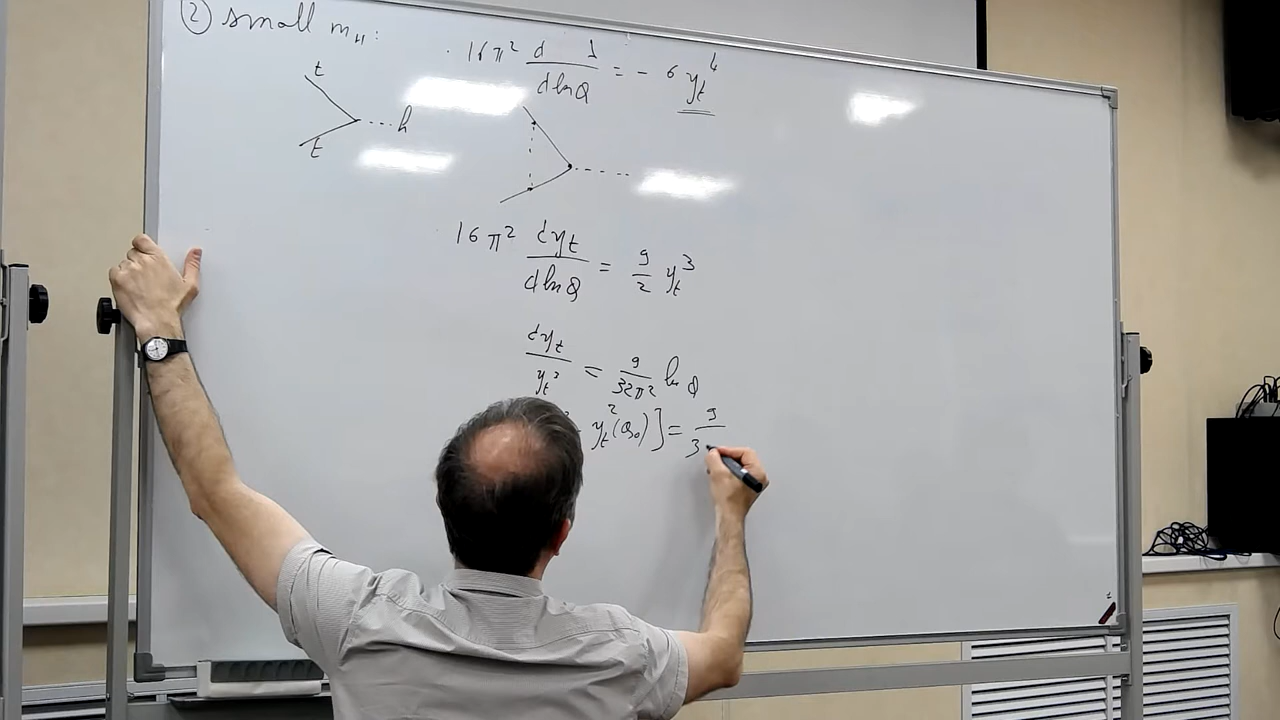 ② small m_H:
16π² d λ / d ln Q = - 6 y_t⁴
t
h
t
16π² dy_t / d ln Q = 9/2 y_t³
dy_t / y_t³ = 9/32π² ln Q
y_t²(Q₀)] = 9/3